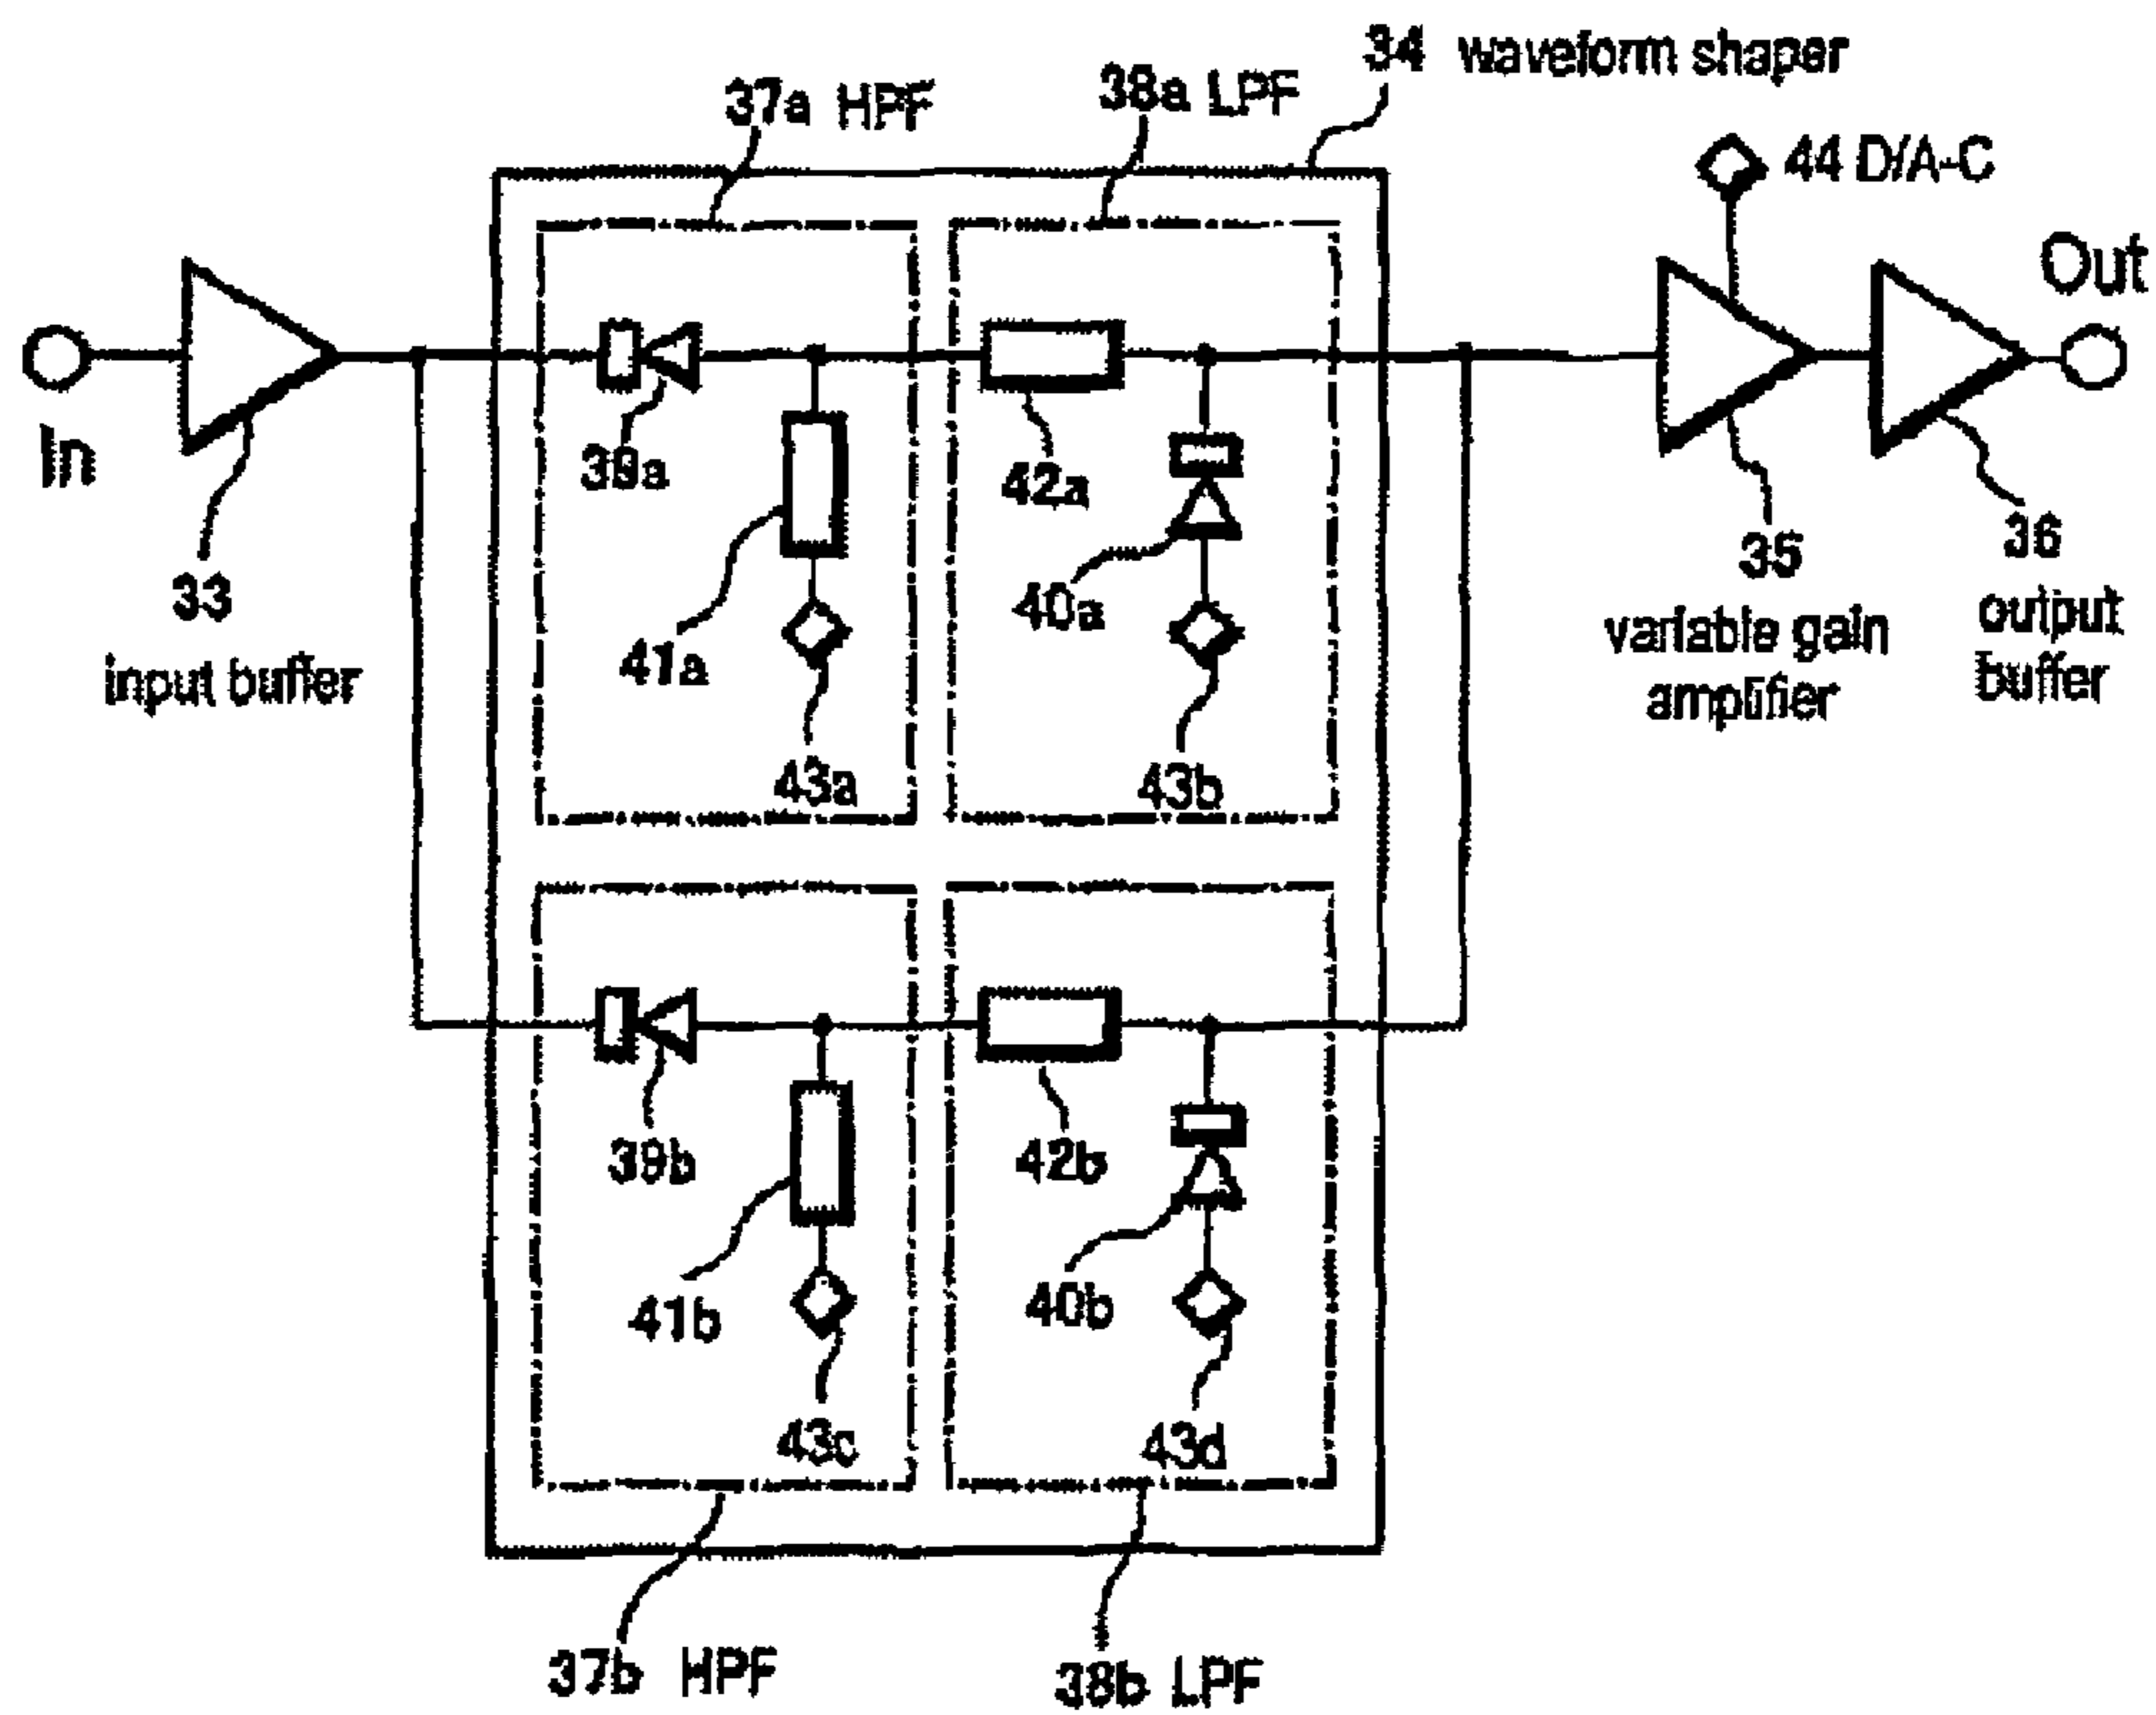 34 waveform shaper
37a HPF
38a LPF
44 D/A-C
Out
In
39a
42a
33
input buffer
41a
40a
35
variable gain
amplifier
36
output
buffer
43a
43b
39b
42b
41b
40b
43c
43d
37b HPF
38b LPF